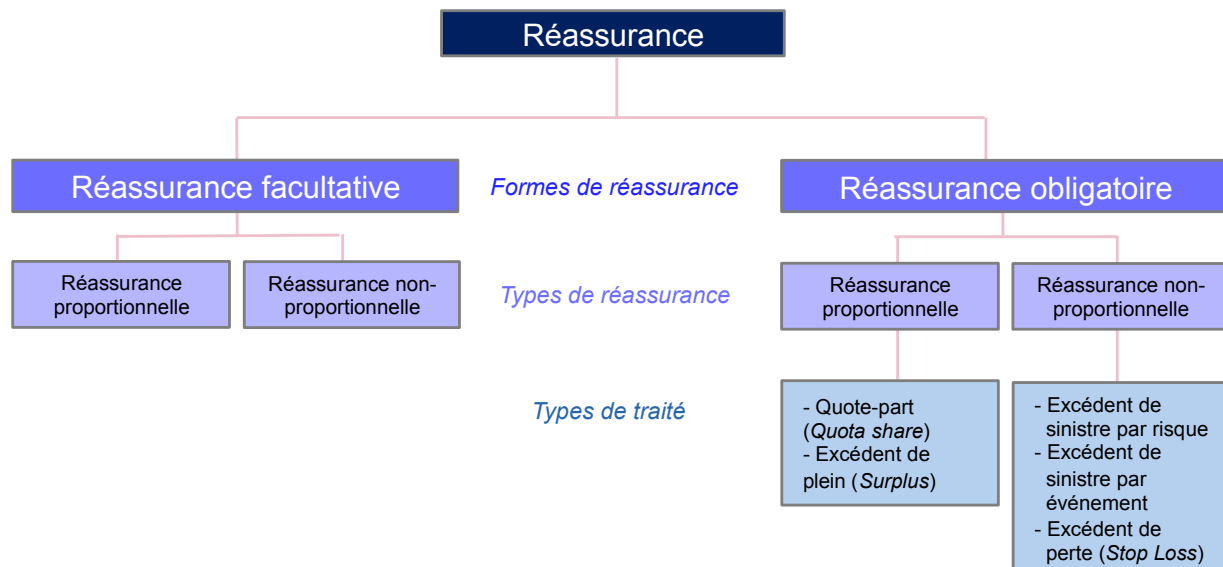 Réassurance
Réassurance facultative
Formes de réassurance
Réassurance obligatoire
Réassurance
proportionnelle
Réassurance non-
proportionnelle
Types de réassurance
Réassurance
proportionnelle
Réassurance non-
proportionnelle
Types de traité
- Quote-part
(Quota share)
- Excédent de
plein (Surplus)
- Excédent de
sinistre par risque
- Excédent de
sinistre par
événement
- Excédent de
perte (Stop Loss)